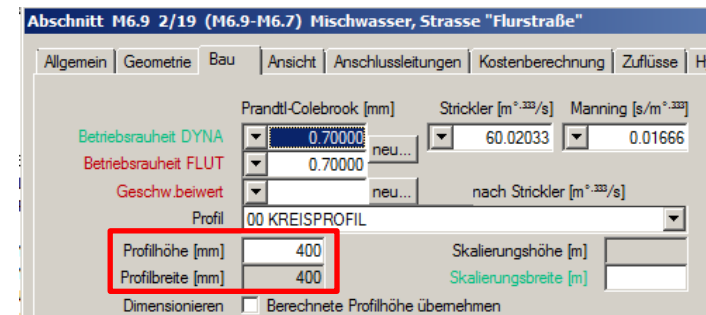 Abschnitt M6.9 2/19 (M6.9-M6.7) Mischwasser, Strasse "Flurstraße"
Allgemein Geometrie Bau Ansicht Anschlussleitungen Kostenberechnung Zuflüsse H
Prandtl-Colebrook [mm] Strickler [m°·³³³/s] Manning [s/m°·³³³]
Betriebsrauheit DYNA 0.70000 neu... 60.02033 0.01666
Betriebsrauheit FLUT 0.70000
Geschw.beiwert neu... nach Strickler [m°·³³³/s]
Profil 00 KREISPROFIL
Profilhöhe [mm] 400 Skalierungshöhe [m]
Profilbreite [mm] 400 Skalierungsbreite [m]
Dimensionieren Berechnete Profilhöhe übernehmen